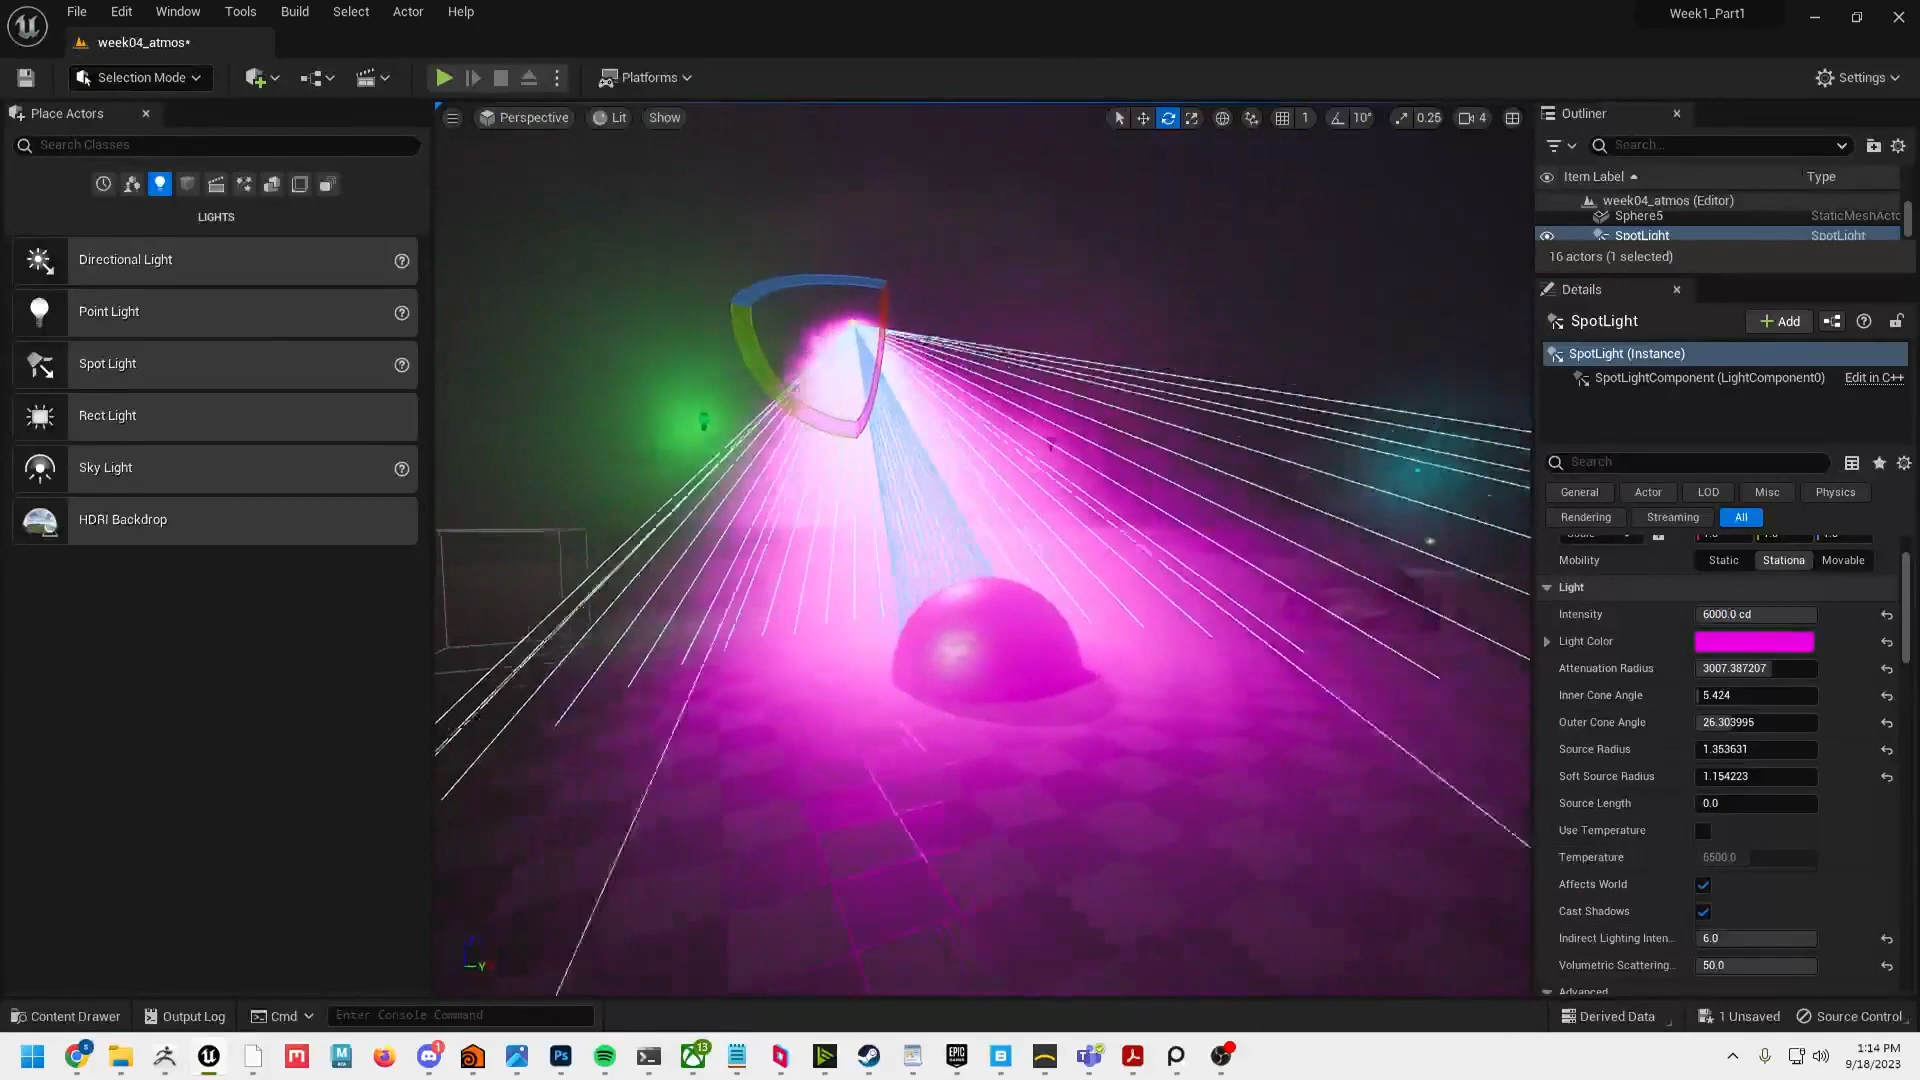 File Edit Window Tools Build Select Actor Help
Week1_Part1
week04_atmos*
Selection Mode
Platforms
Settings
Place Actors
Search Classes
LIGHTS
Directional Light
Point Light
Spot Light
Rect Light
Sky Light
HDRI Backdrop
Perspective Lit Show
1 10° 0.25 4
Outliner
Search...
Item Label Type
week04_atmos (Editor)
Sphere5 StaticMeshActo
SpotLight SpotLight
16 actors (1 selected)
Details
SpotLight
Add
SpotLight (Instance)
SpotLightComponent (LightComponent0) Edit in C++
Search
General Actor LOD Misc Physics
Rendering Streaming All
Mobility Static Stationa Movable
Light
Intensity 6000.0 cd
Light Color
Attenuation Radius 3007.387207
Inner Cone Angle 5.424
Outer Cone Angle 26.303995
Source Radius 1.353631
Soft Source Radius 1.154223
Source Length 0.0
Use Temperature
Temperature 6500.0
Affects World
Cast Shadows
Indirect Lighting Inten... 6.0
Volumetric Scattering... 50.0
Advanced
Y
Content Drawer Output Log Cmd Enter Console Command
Derived Data 1 Unsaved Source Control
1:14 PM
9/18/2023